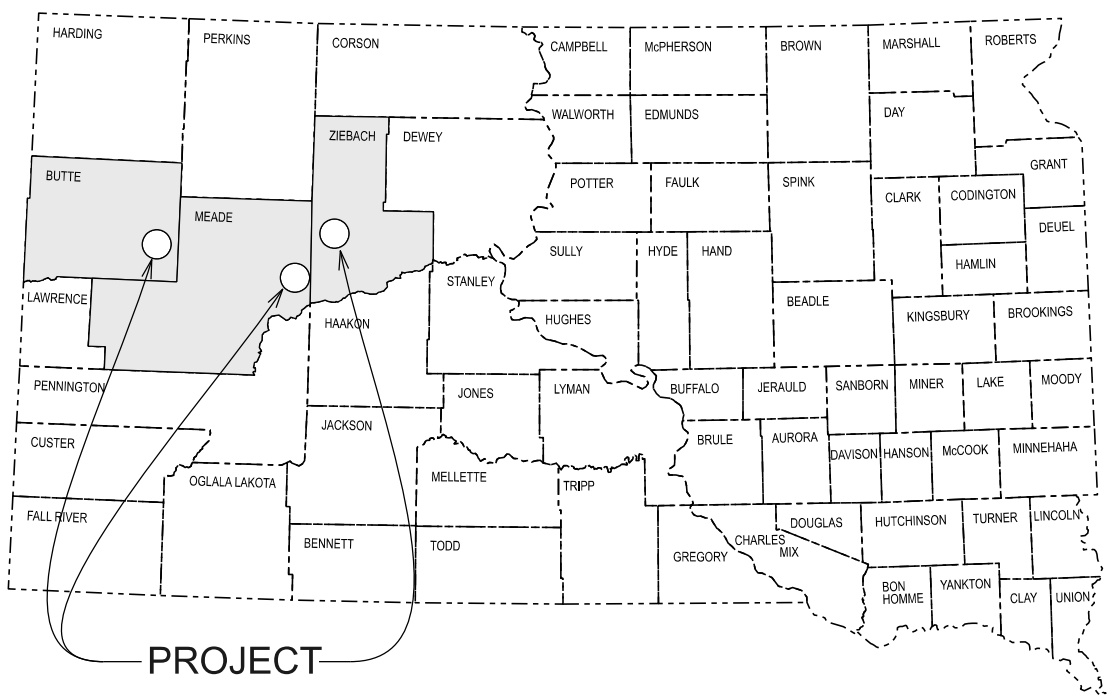 HARDING
PERKINS
CORSON
CAMPBELL
McPHERSON
BROWN
MARSHALL
ROBERTS
WALWORTH
EDMUNDS
DAY
ZIEBACH
DEWEY
GRANT
BUTTE
POTTER
FAULK
SPINK
CLARK
CODINGTON
MEADE
DEUEL
SULLY
HYDE
HAND
HAMLIN
STANLEY
LAWRENCE
BEADLE
HAAKON
HUGHES
KINGSBURY
BROOKINGS
PENNINGTON
JONES
LYMAN
BUFFALO
JERAULD
SANBORN
MINER
LAKE
MOODY
CUSTER
JACKSON
BRULE
AURORA
DAVISON
HANSON
McCOOK
MINNEHAHA
OGLALA LAKOTA
MELLETTE
TRIPP
FALL RIVER
DOUGLAS
HUTCHINSON
TURNER
LINCOLN
BENNETT
TODD
GREGORY
CHARLES
MIX
BON
HOMME
YANKTON
CLAY
UNION
PROJECT